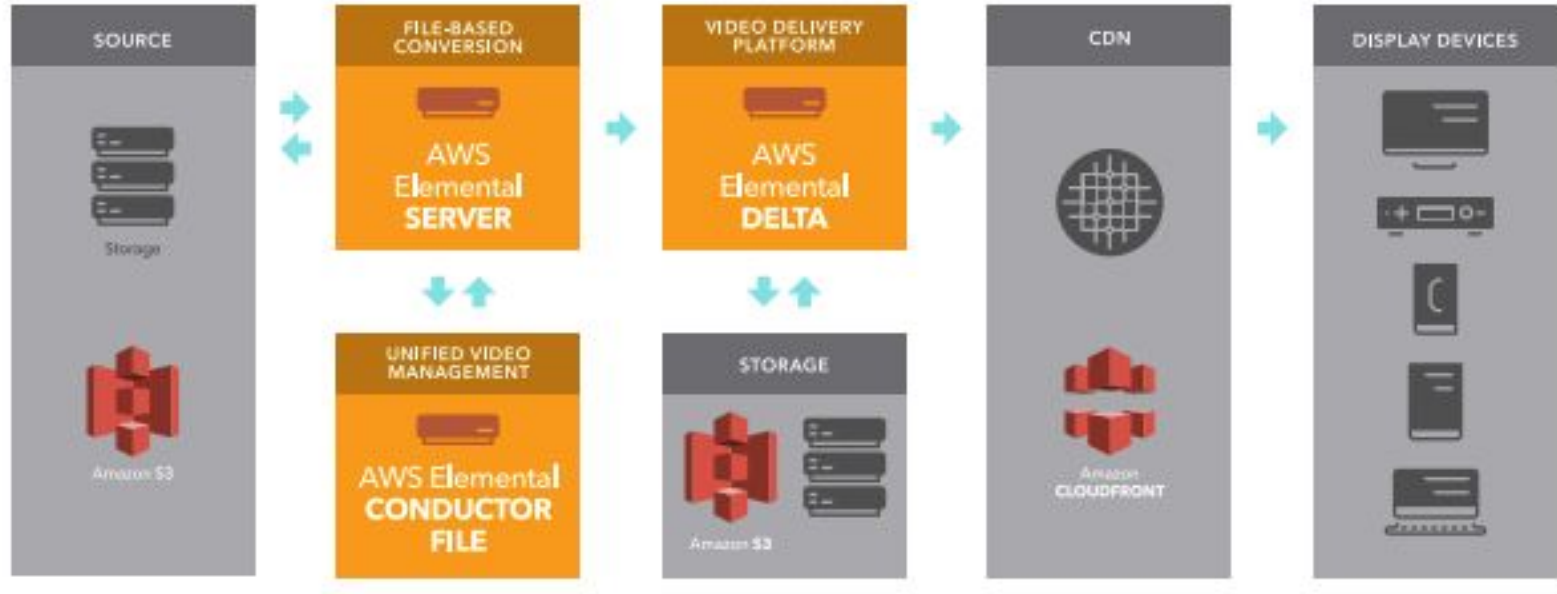 SOURCE
Storage
Amazon S3
FILE-BASED
CONVERSION
AWS
Elemental
SERVER
UNIFIED VIDEO
MANAGEMENT
AWS Elemental
CONDUCTOR
FILE
VIDEO DELIVERY
PLATFORM
AWS
Elemental
DELTA
STORAGE
Amazon S3
CDN
Amazon
CLOUDFRONT
DISPLAY DEVICES